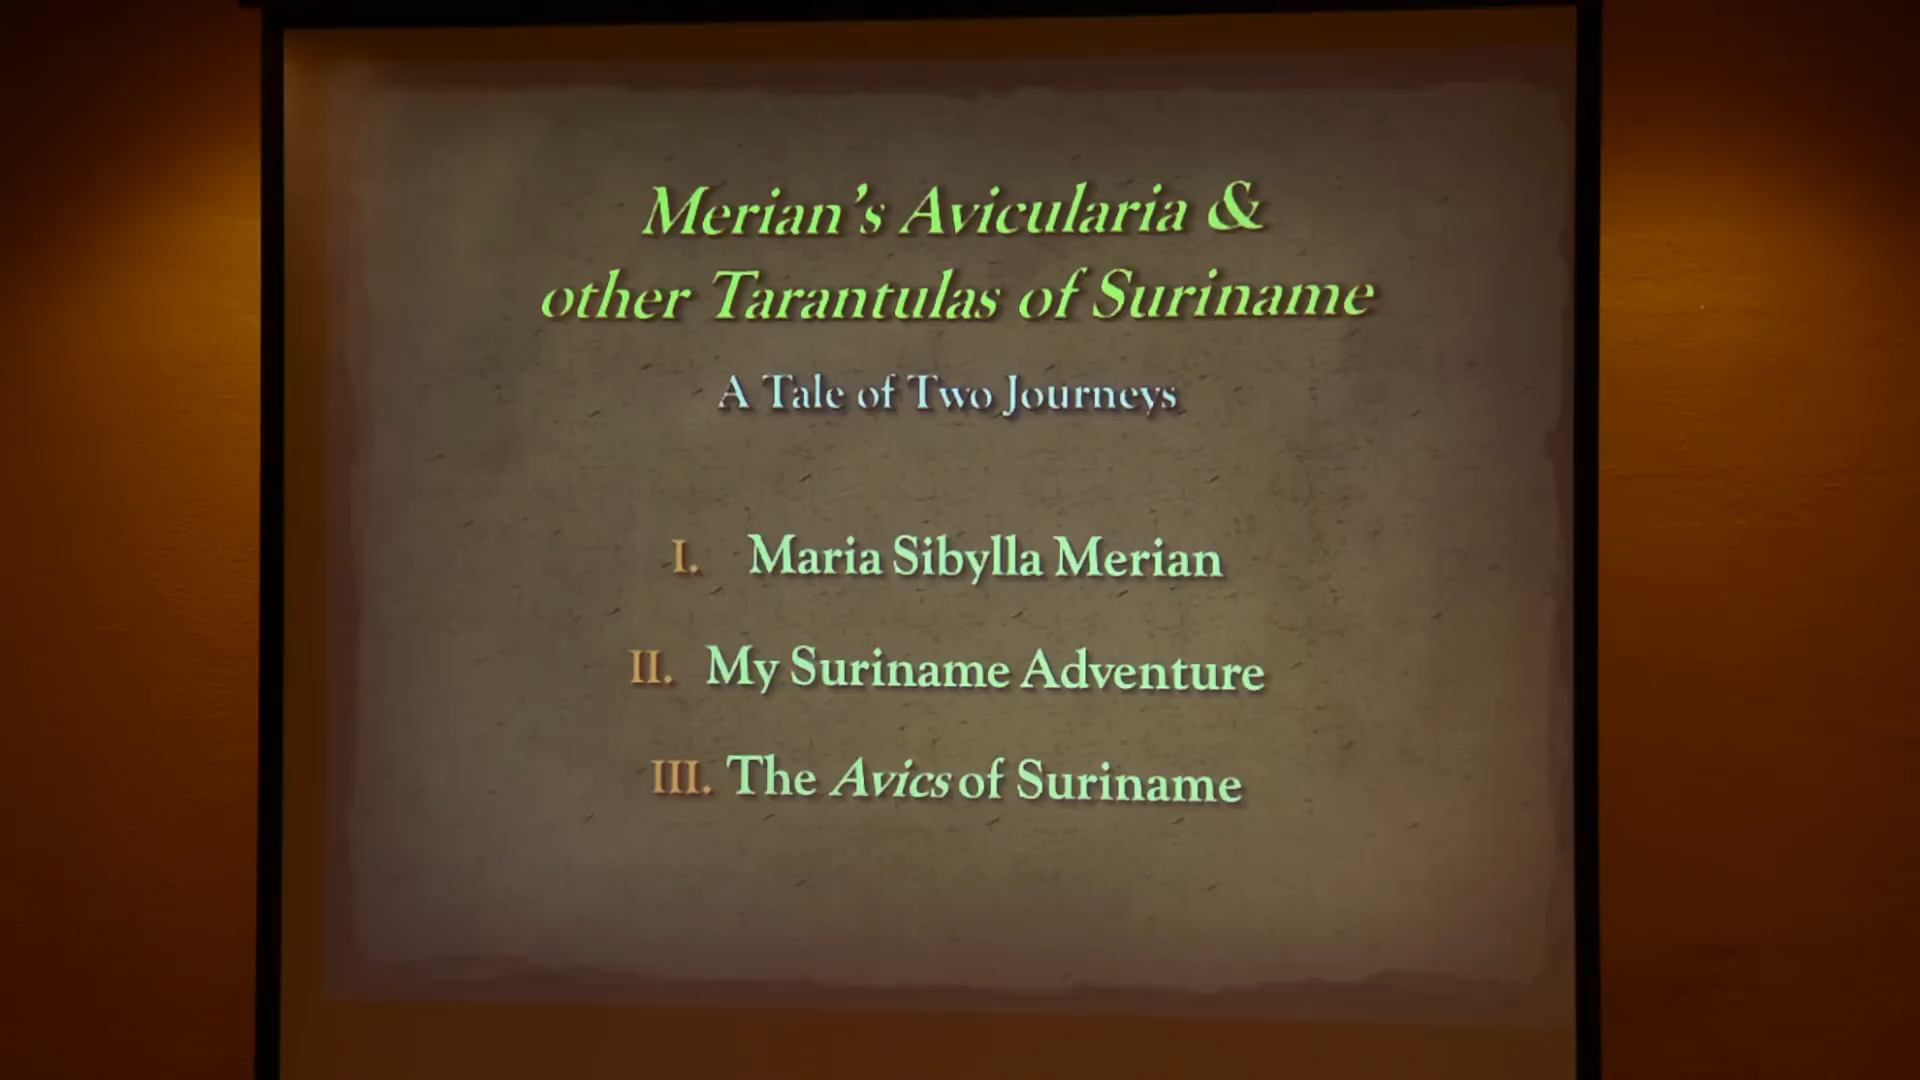 Merian's Avicularia &
other Tarantulas of Suriname
A Tale of Two Journeys
I. Maria Sibylla Merian
II. My Suriname Adventure
III. The Avics of Suriname